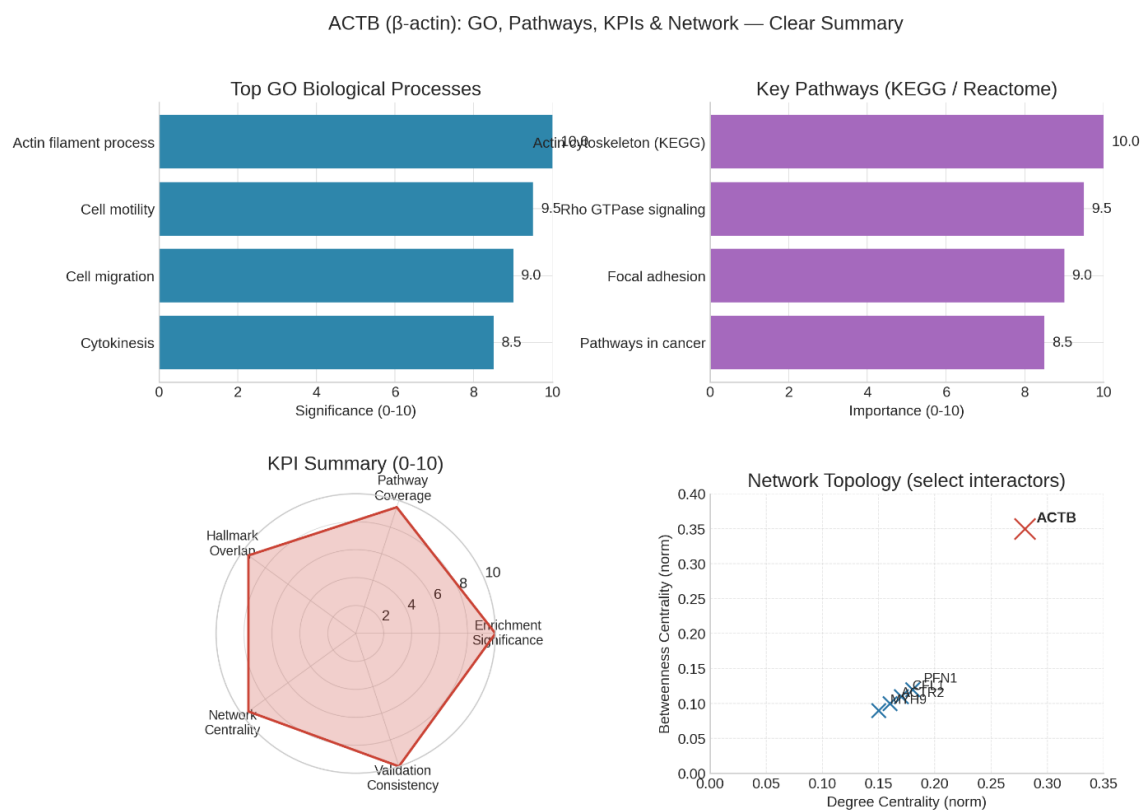 ACTB (β-actin): GO, Pathways, KPIs & Network — Clear Summary
Top GO Biological Processes
Actin filament process
10.0
Cell motility
9.5
Cell migration
9.0
Cytokinesis
8.5
0 2 4 6 8 10
Significance (0-10)
Key Pathways (KEGG / Reactome)
Actin cytoskeleton (KEGG)
10.0
Rho GTPase signaling
9.5
Focal adhesion
9.0
Pathways in cancer
8.5
0 2 4 6 8 10
Importance (0-10)
KPI Summary (0-10)
Pathway
Coverage
Hallmark
Overlap
10
8
6
4
2
Enrichment
Significance
Network
Centrality
Validation
Consistency
Network Topology (select interactors)
Betweenness Centrality (norm)
0.40
0.35
0.30
0.25
0.20
0.15
0.10
0.05
0.00
ACTB
PFN1
CFL1
ACTR2
MYH9
0.00 0.05 0.10 0.15 0.20 0.25 0.30 0.35
Degree Centrality (norm)